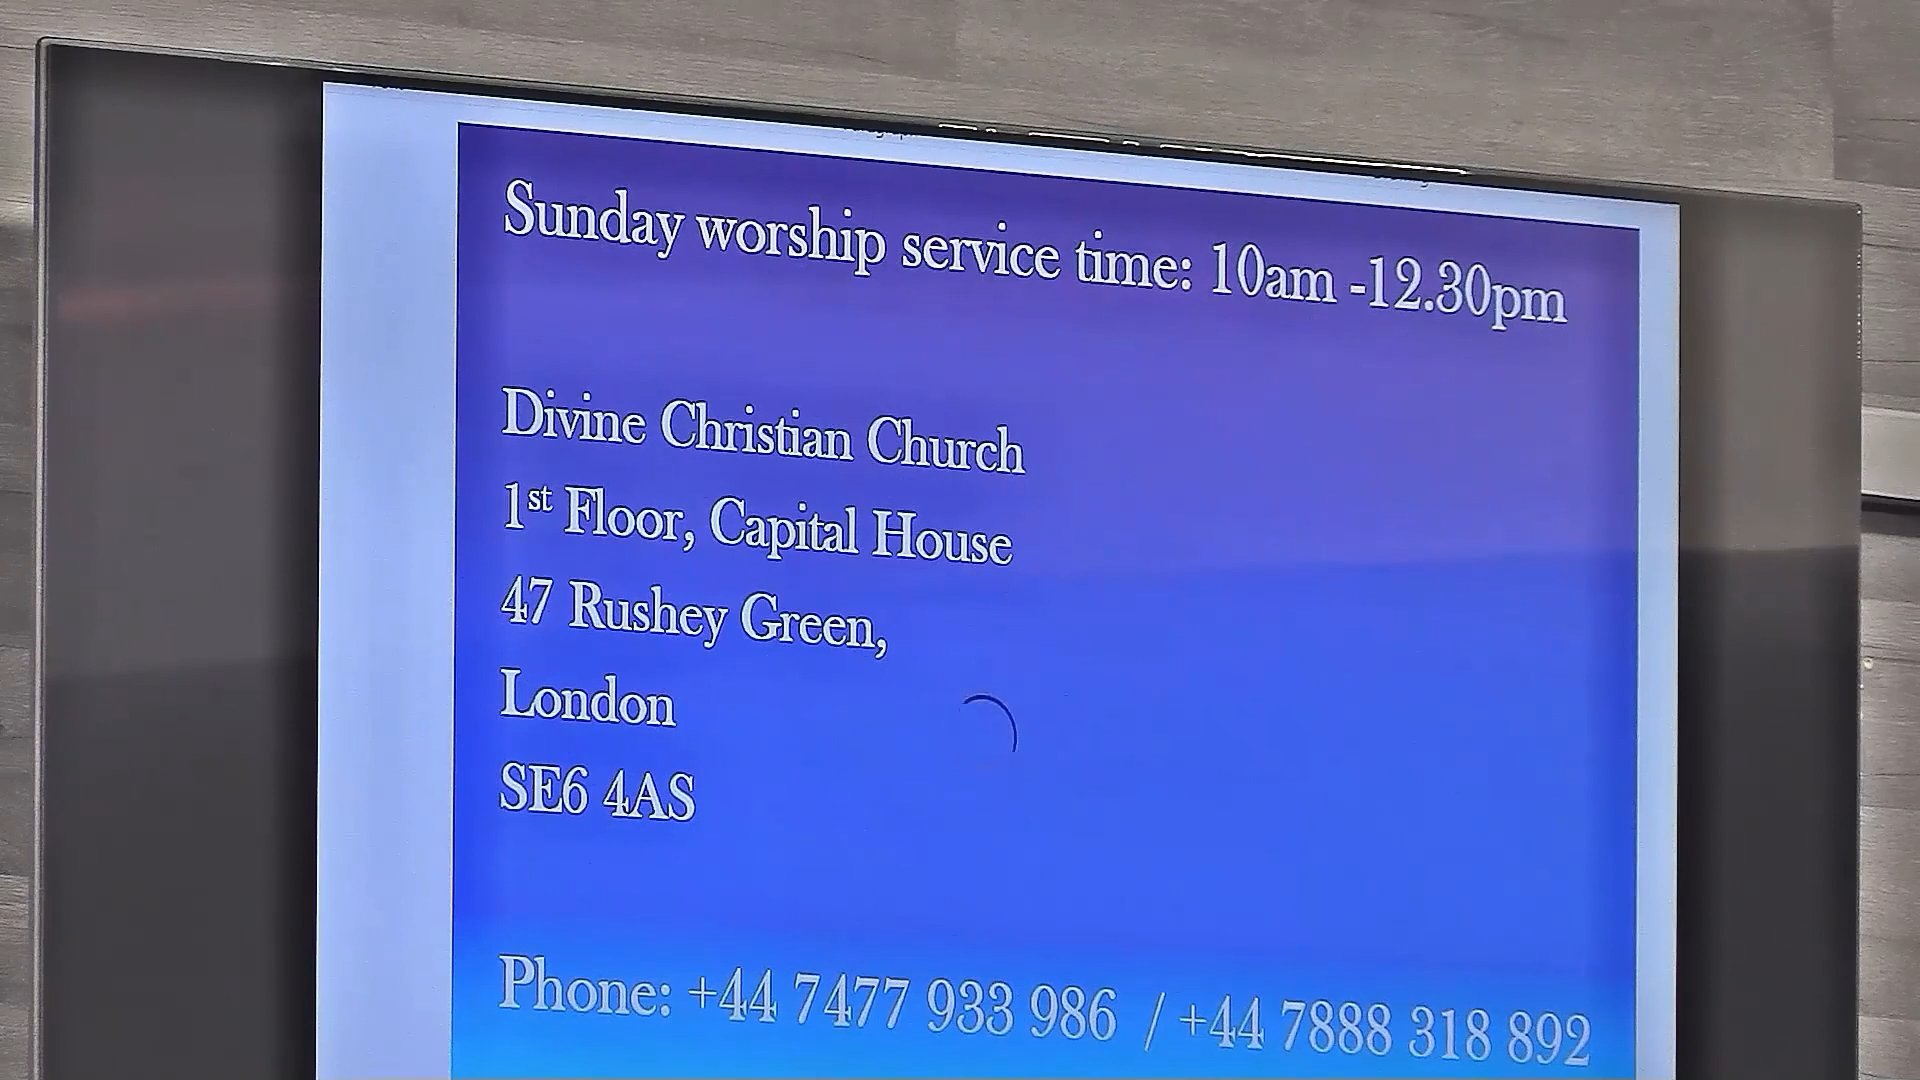 Sunday worship service time: 10am -12.30pm
Divine Christian Church
1st Floor, Capital House
47 Rushey Green,
London
SE6 4AS
Phone: +44 7477 933 986 / +44 7888 318 892